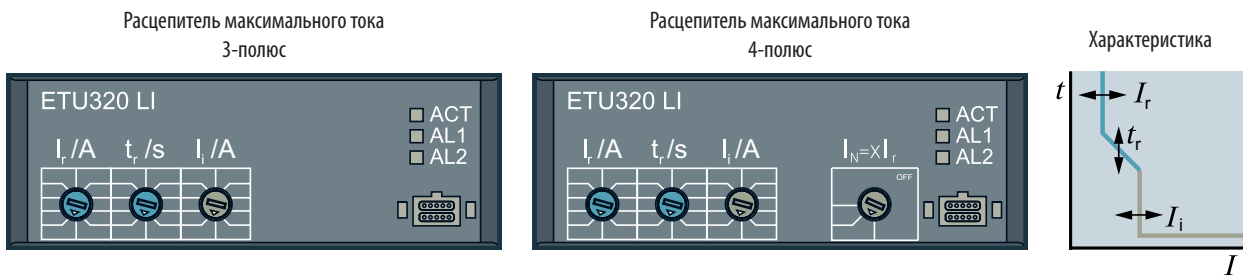 Расцепитель максимального тока
3-полюс
ETU320 LI
ACT
AL1
AL2
Ir /A tr /s Ii /A
Расцепитель максимального тока
4-полюс
ETU320 LI
ACT
AL1
AL2
Ir /A tr /s Ii /A IN=xIr
OFF
Характеристика
t
Ir
tr
Ii
I